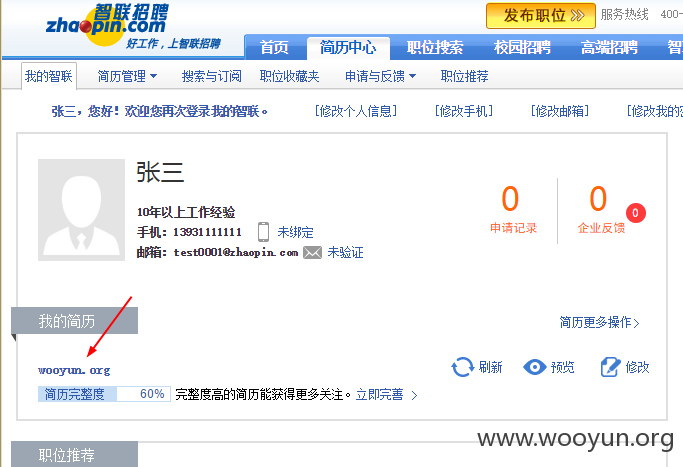 智联招聘
zhaopin.com
好工作，上智联招聘
发布职位
服务热线 400-
首页 简历中心 职位搜索 校园招聘 高端招聘 智
我的智联 简历管理 搜索与订阅 职位收藏夹 申请与反馈 职位推荐
张三，您好！欢迎您再次登录我的智联。 [修改个人信息] [修改手机] [修改邮箱] [修改我的
张三
10年以上工作经验
手机：13931111111 未绑定
邮箱：test0001@zhaopin.com 未验证
0
申请记录
0
企业反馈 0
我的简历
简历更多操作
wooyun.org
刷新 预览 修改
简历完整度 60% 完整度高的简历能获得更多关注。立即完善
www.wooyun.org
职位推荐